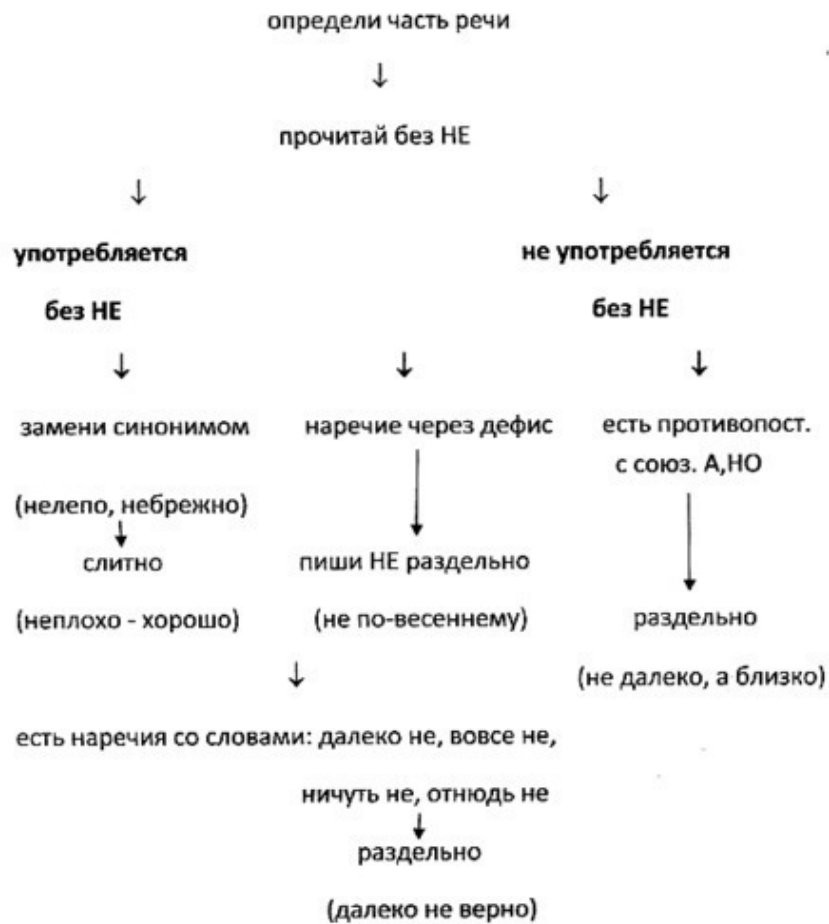 определи часть речи
↓
прочитай без НЕ
↓ ↓
употребляется не употребляется
без НЕ без НЕ
↓ ↓ ↓
замени синонимом наречие через дефис есть противопост.
с союз. А,НО
(нелепо, небрежно)
слитно пиши НЕ раздельно
(неплохо - хорошо) (не по-весеннему) раздельно
↓ (не далеко, а близко)
есть наречия со словами: далеко не, вовсе не,
ничуть не, отнюдь не
раздельно
(далеко не верно)